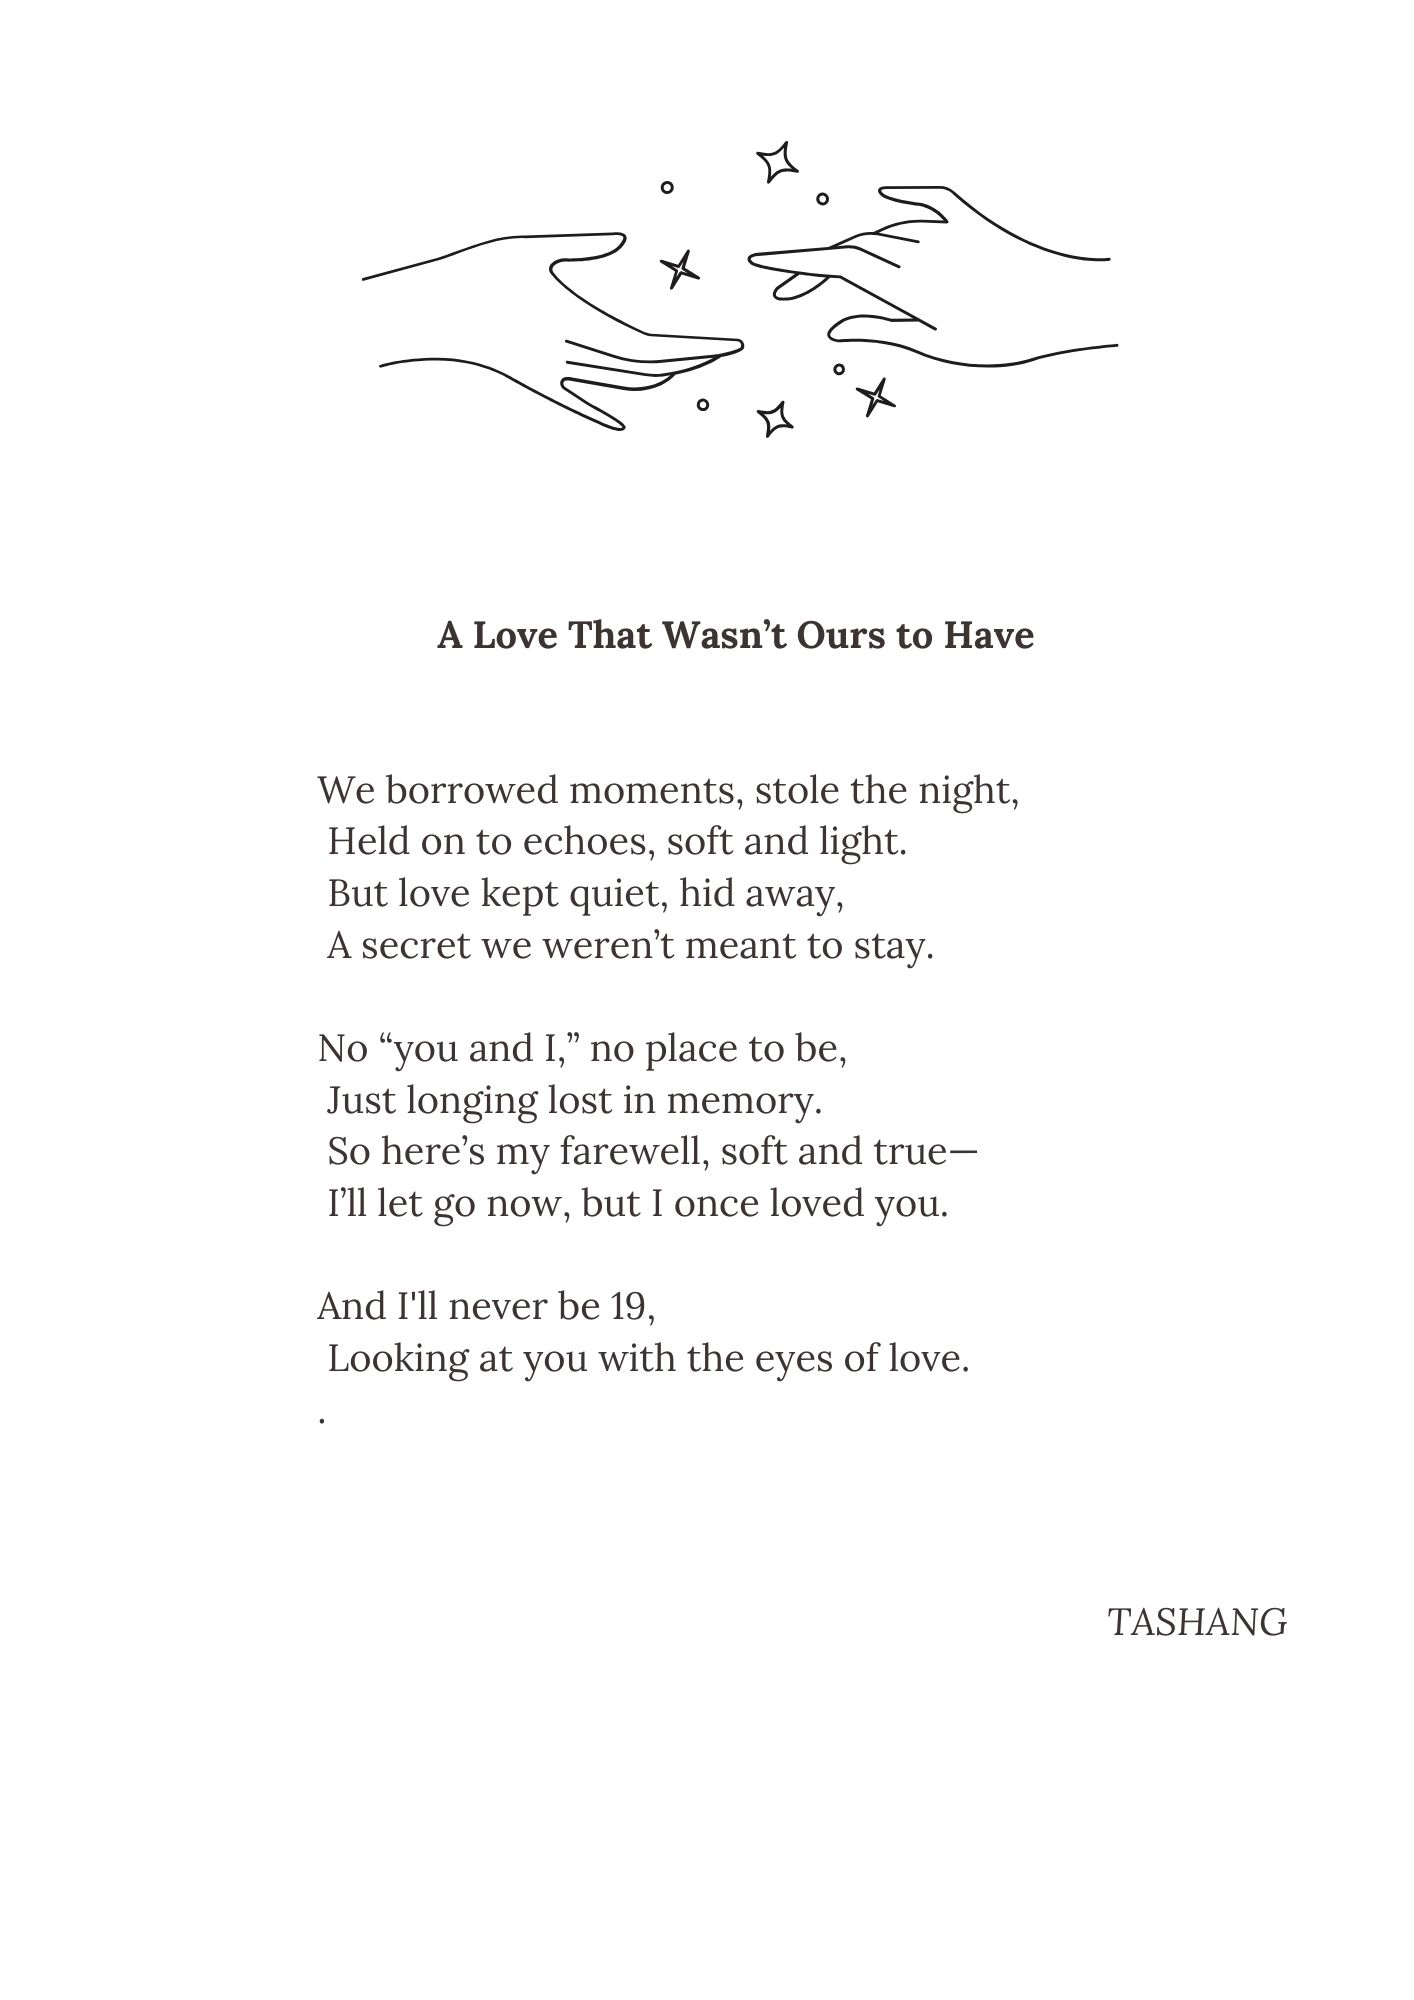 A Love That Wasn’t Ours to Have
We borrowed moments, stole the night,
Held on to echoes, soft and light.
But love kept quiet, hid away,
A secret we weren’t meant to stay.
No “you and I,” no place to be,
Just longing lost in memory.
So here’s my farewell, soft and true—
I’ll let go now, but I once loved you.
And I'll never be 19,
Looking at you with the eyes of love.
.
TASHANG